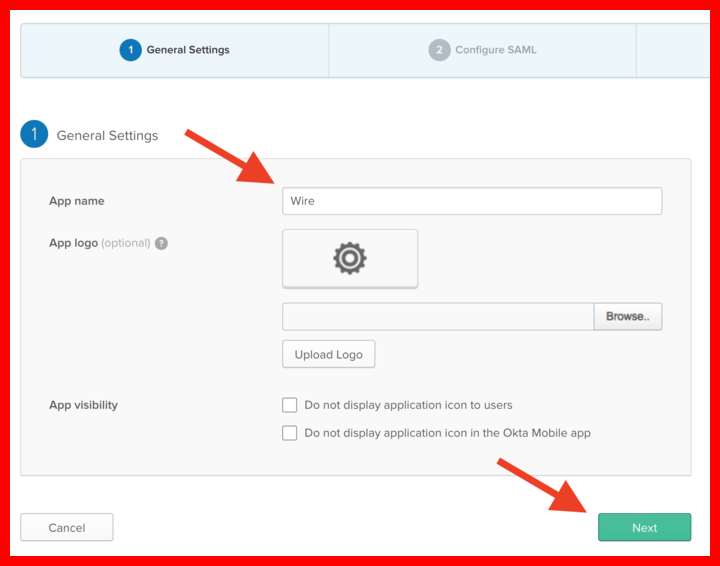 1 General Settings
2 Configure SAML
1 General Settings
App name
Wire
App logo (optional) ?
Browse..
Upload Logo
App visibility
Do not display application icon to users
Do not display application icon in the Okta Mobile app
Cancel
Next